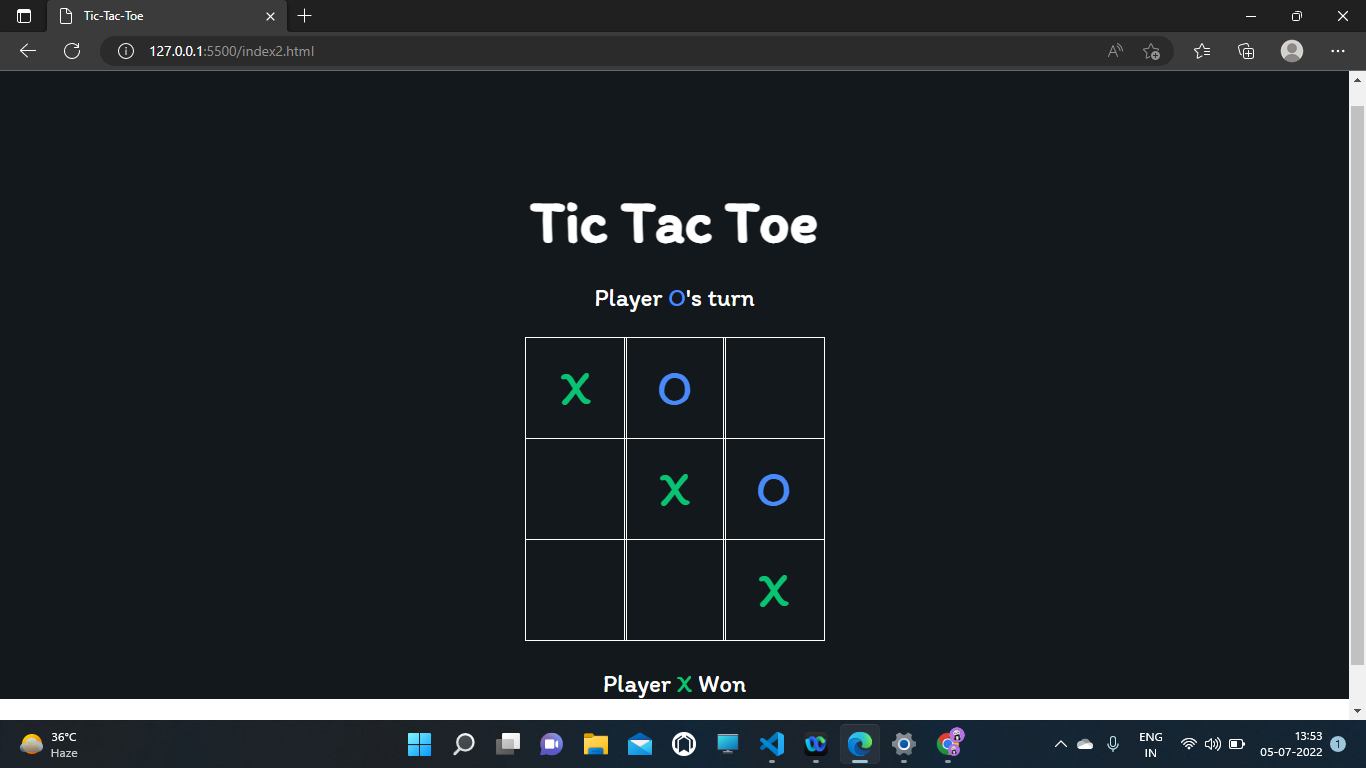 Tic-Tac-Toe
127.0.0.1:5500/index2.html
Tic Tac Toe
Player O's turn
X O
X O
X
Player X Won
36°C
Haze
ENG
IN
13:53
05-07-2022
1